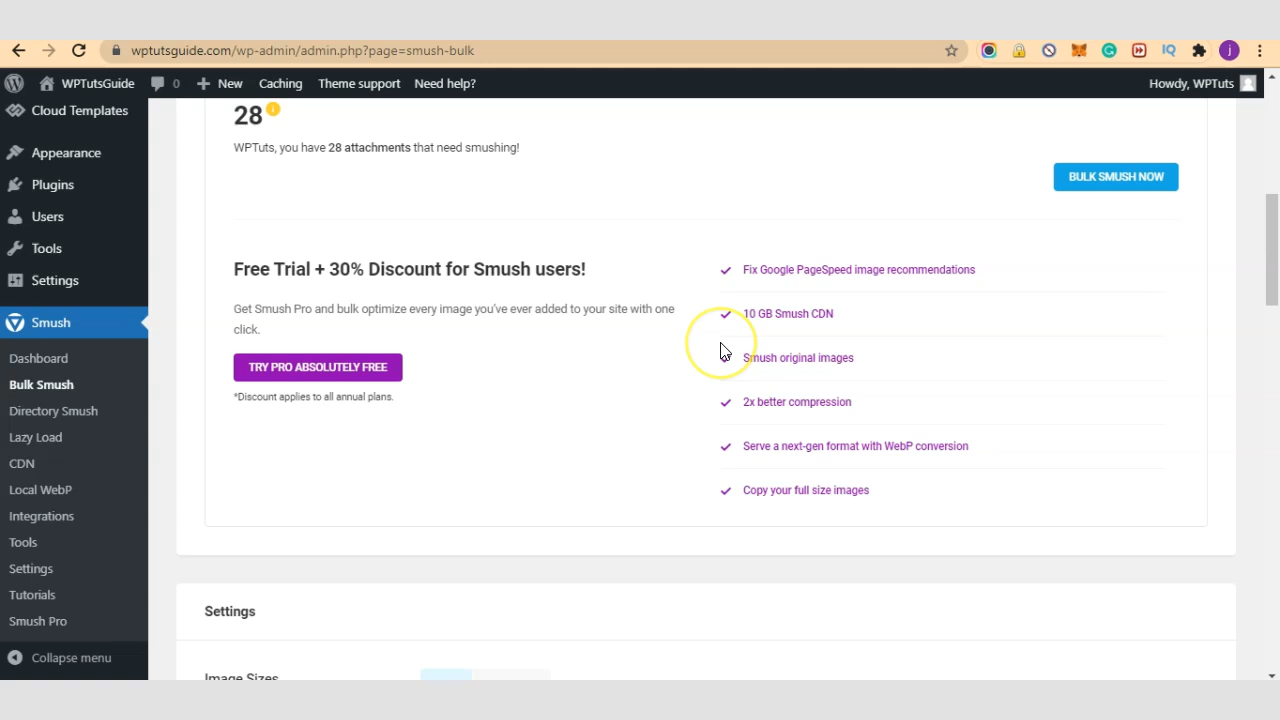 wptutsguide.com/wp-admin/admin.php?page=smush-bulk
IQ
j
WPTutsGuide
0
New
Caching
Theme support
Need help?
Howdy, WPTuts
Cloud Templates
Appearance
Plugins
Users
Tools
Settings
Smush
Dashboard
Bulk Smush
Directory Smush
Lazy Load
CDN
Local WebP
Integrations
Tools
Settings
Tutorials
Smush Pro
Collapse menu
28
WPTuts, you have 28 attachments that need smushing!
BULK SMUSH NOW
Free Trial + 30% Discount for Smush users!
Get Smush Pro and bulk optimize every image you've ever added to your site with one
click.
TRY PRO ABSOLUTELY FREE
*Discount applies to all annual plans.
Fix Google PageSpeed image recommendations
10 GB Smush CDN
Smush original images
2x better compression
Serve a next-gen format with WebP conversion
Copy your full size images
Settings
Image Sizes